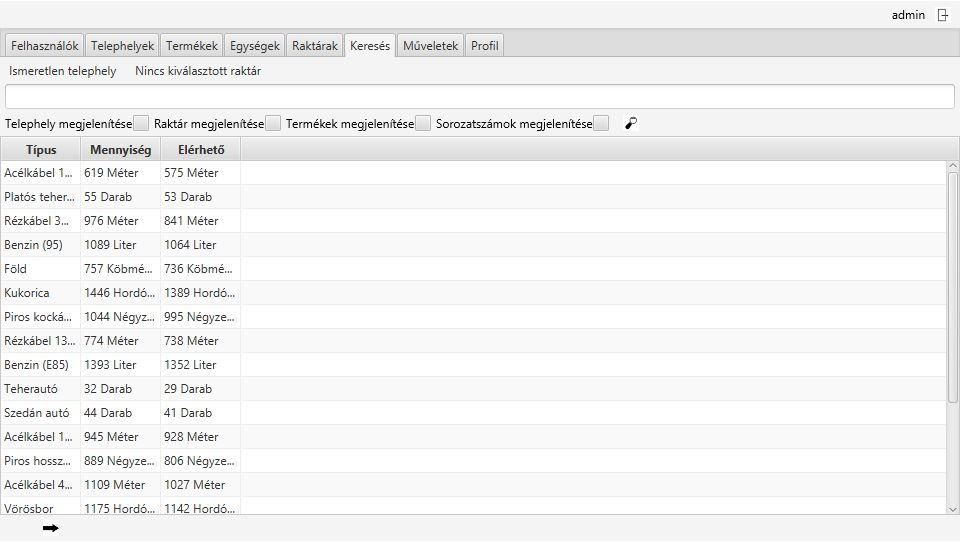 admin
Felhasználók Telephelyek Termékek Egységek Raktárak Keresés Műveletek Profil
Ismeretlen telephely Nincs kiválasztott raktár
Telephely megjelenítése Raktár megjelenítése Termékek megjelenítése Sorozatszámok megjelenítése
Típus Mennyiség Elérhető
Acélkábel 1... 619 Méter 575 Méter
Platós teher... 55 Darab 53 Darab
Rézkábel 3... 976 Méter 841 Méter
Benzin (95) 1089 Liter 1064 Liter
Föld 757 Köbmé... 736 Köbmé...
Kukorica 1446 Hordó... 1389 Hordó...
Piros kocká... 1044 Négyz... 995 Négyze...
Rézkábel 13... 774 Méter 738 Méter
Benzin (E85) 1393 Liter 1352 Liter
Teherautó 32 Darab 29 Darab
Szedán autó 44 Darab 41 Darab
Acélkábel 1... 945 Méter 928 Méter
Piros hossz... 889 Négyze... 806 Négyze...
Acélkábel 4... 1109 Méter 1027 Méter
Vörösbor 1175 Hordó... 1142 Hordó...